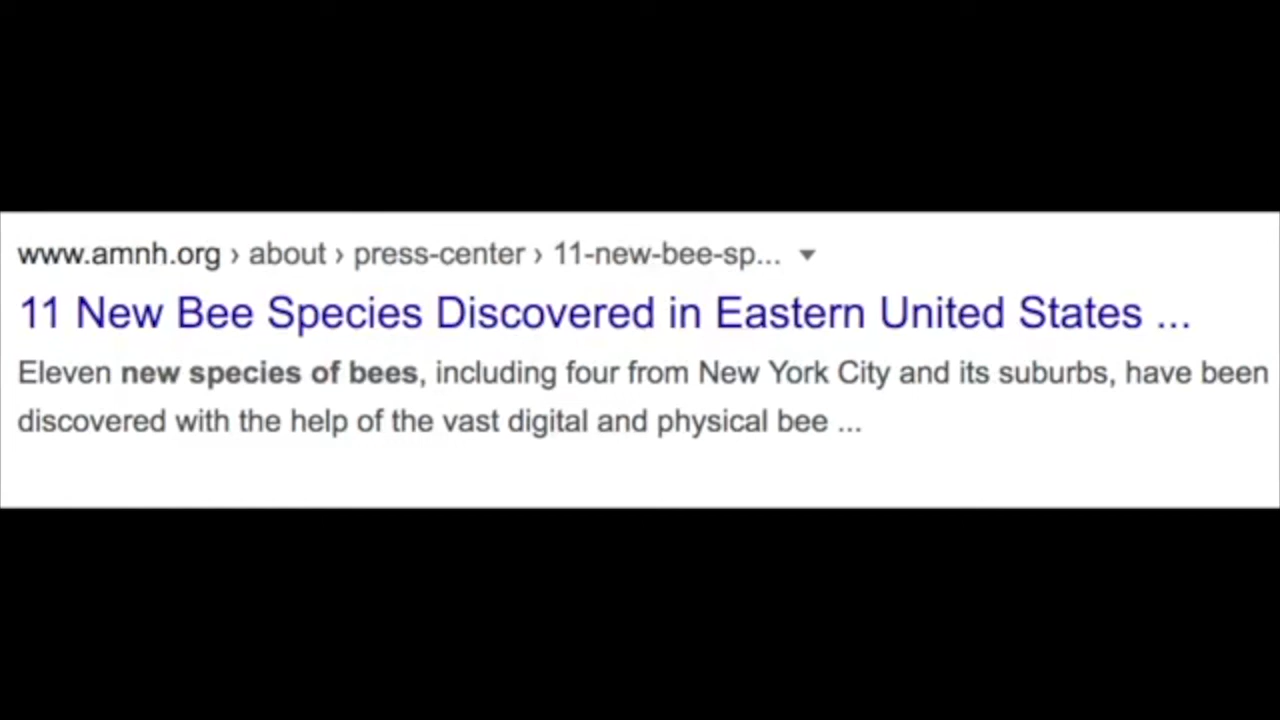 www.amnh.org › about › press-center › 11-new-bee-sp...
11 New Bee Species Discovered in Eastern United States ...
Eleven new species of bees, including four from New York City and its suburbs, have been
discovered with the help of the vast digital and physical bee ...